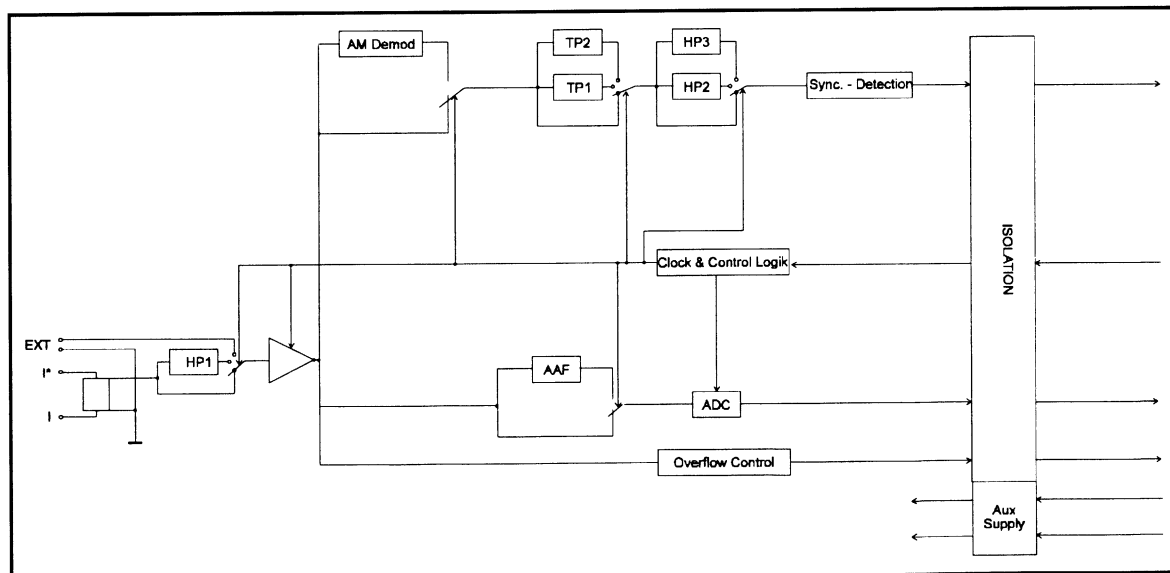 AM Demod
TP2
HP3
TP1
HP2
Sync. - Detection
ISOLATION
Clock & Control Logik
EXT
HP1
I*
I
AAF
ADC
Overflow Control
Aux
Supply